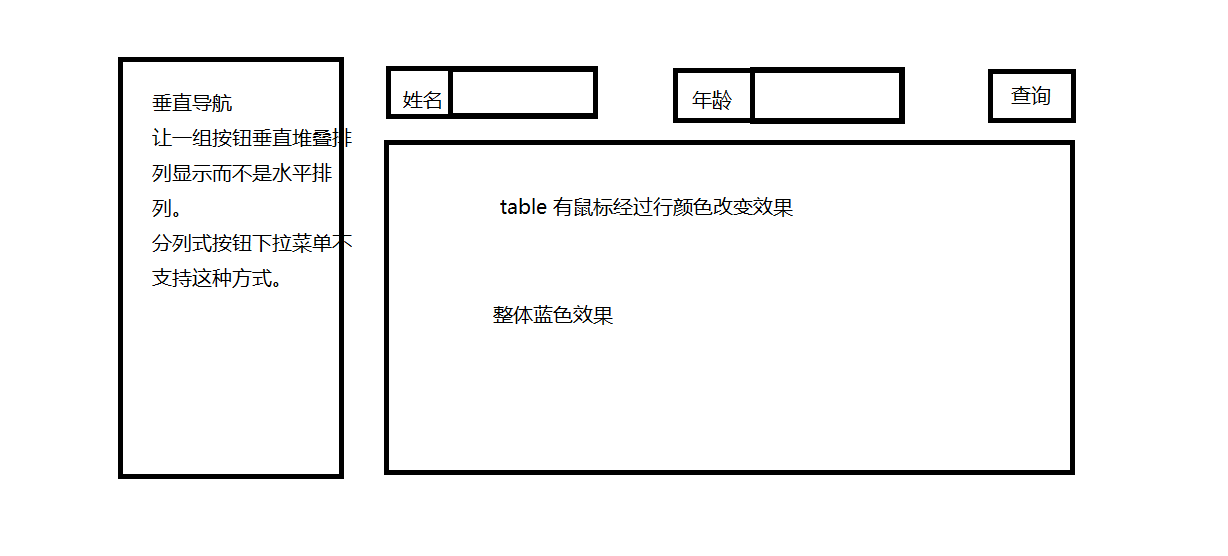 垂直导航
让一组按钮垂直堆叠排
列显示而不是水平排
列。
分列式按钮下拉菜单不
支持这种方式。
姓名
年龄
查询
table 有鼠标经过行颜色改变效果
整体蓝色效果